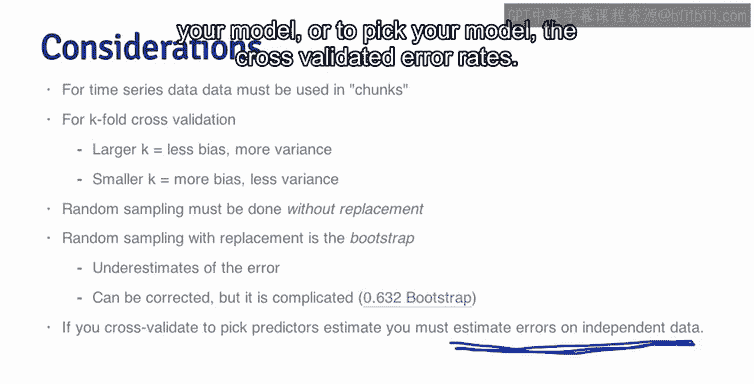 your model, or to pick your model, the
cross validated error rates.
Considerations
· For time series data data must be used in "chunks"
· For k-fold cross validation
- Larger k = less bias, more variance
- Smaller k = more bias, less variance
· Random sampling must be done without replacement
· Random sampling with replacement is the bootstrap
- Underestimates of the error
- Can be corrected, but it is complicated (0.632 Bootstrap)
· If you cross-validate to pick predictors estimate you must estimate errors on independent data.